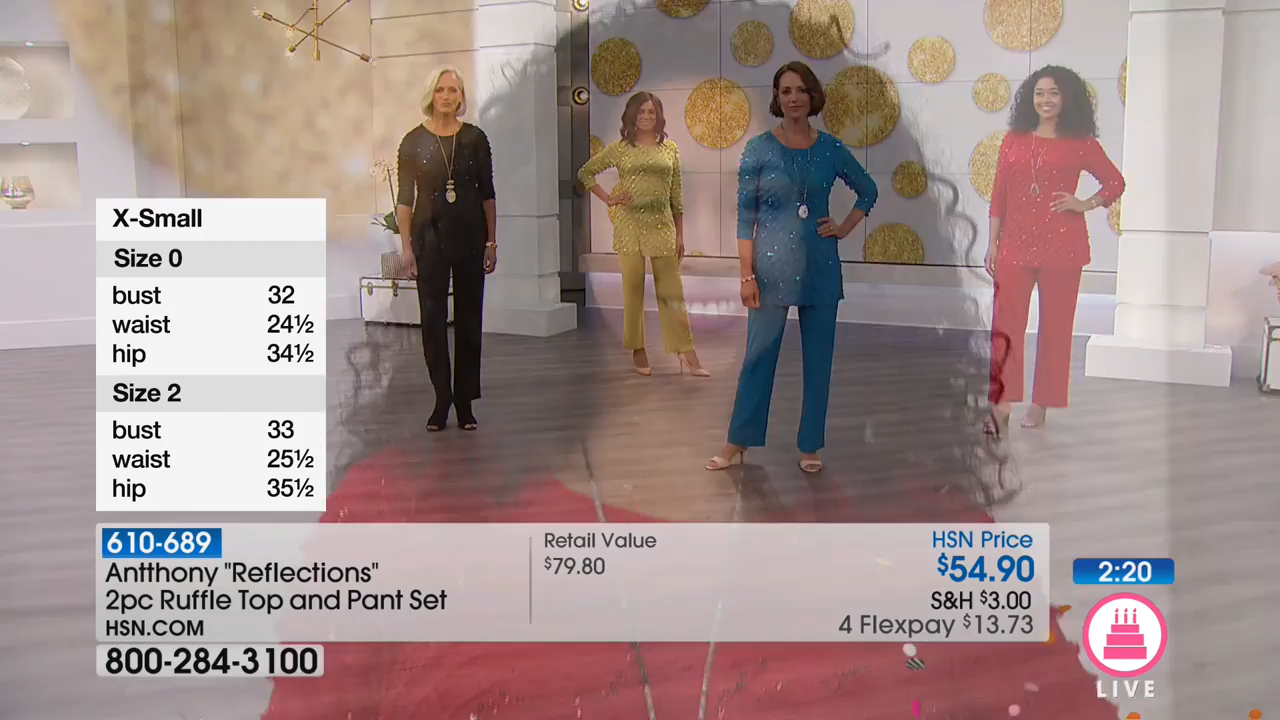 X-Small
Size 0
bust 32
waist 24½
hip 34½
Size 2
bust 33
waist 25½
hip 35½
610-689
Antthony "Reflections"
2pc Ruffle Top and Pant Set
HSN.COM
800-284-3100
Retail Value
$79.80
HSN Price
$54.90
S&H $3.00
4 Flexpay $13.73
2:20
LIVE